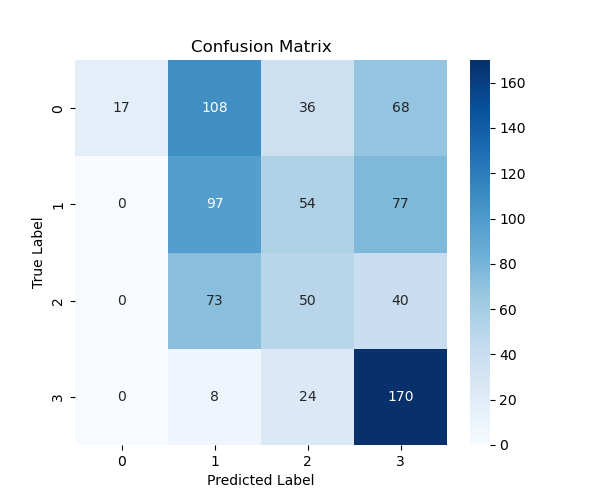 Confusion Matrix
0 17 108 36 68
1 0 97 54 77
2 0 73 50 40
3 0 8 24 170
0 1 2 3
Predicted Label
True Label
160
140
120
100
80
60
40
20
0